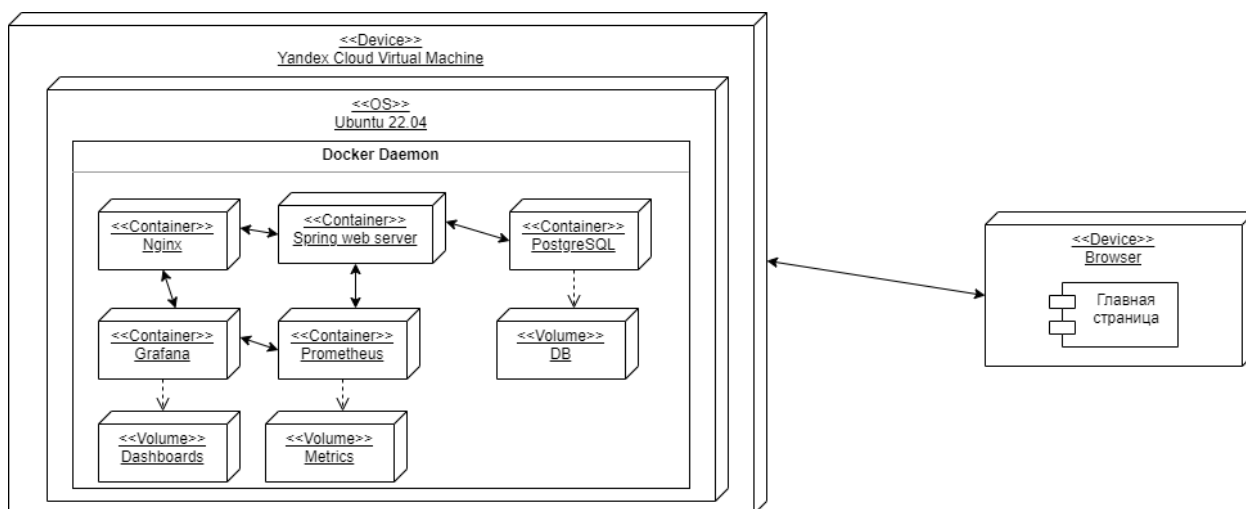 <<Device>>
Yandex Cloud Virtual Machine
<<OS>>
Ubuntu 22.04
Docker Daemon
<<Container>>
Nginx
<<Container>>
Spring web server
<<Container>>
PostgreSQL
<<Container>>
Grafana
<<Container>>
Prometheus
<<Volume>>
DB
<<Volume>>
Dashboards
<<Volume>>
Metrics
<<Device>>
Browser
Главная
страница